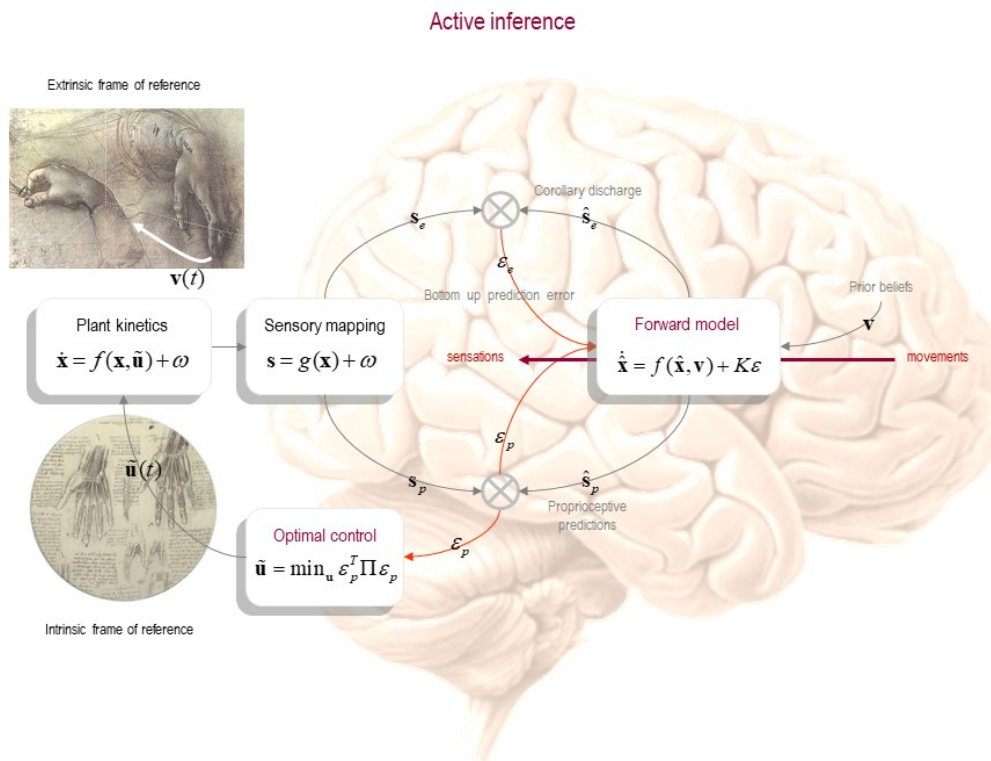 Active inference
Extrinsic frame of reference
v(t)
Corollary discharge
s_e
ŝ_e
ε_e
Bottom up prediction error
Prior beliefs
v
Plant kinetics
ẋ = f(x,ũ) + ω
Sensory mapping
s = g(x) + ω
Forward model
x̂̇ = f(x̂,v) + Kε
sensations
movements
ε_p
ũ(t)
s_p
ŝ_p
Proprioceptive
predictions
Optimal control
ũ = min_u ε_p^T Π ε_p
ε_p
Intrinsic frame of reference